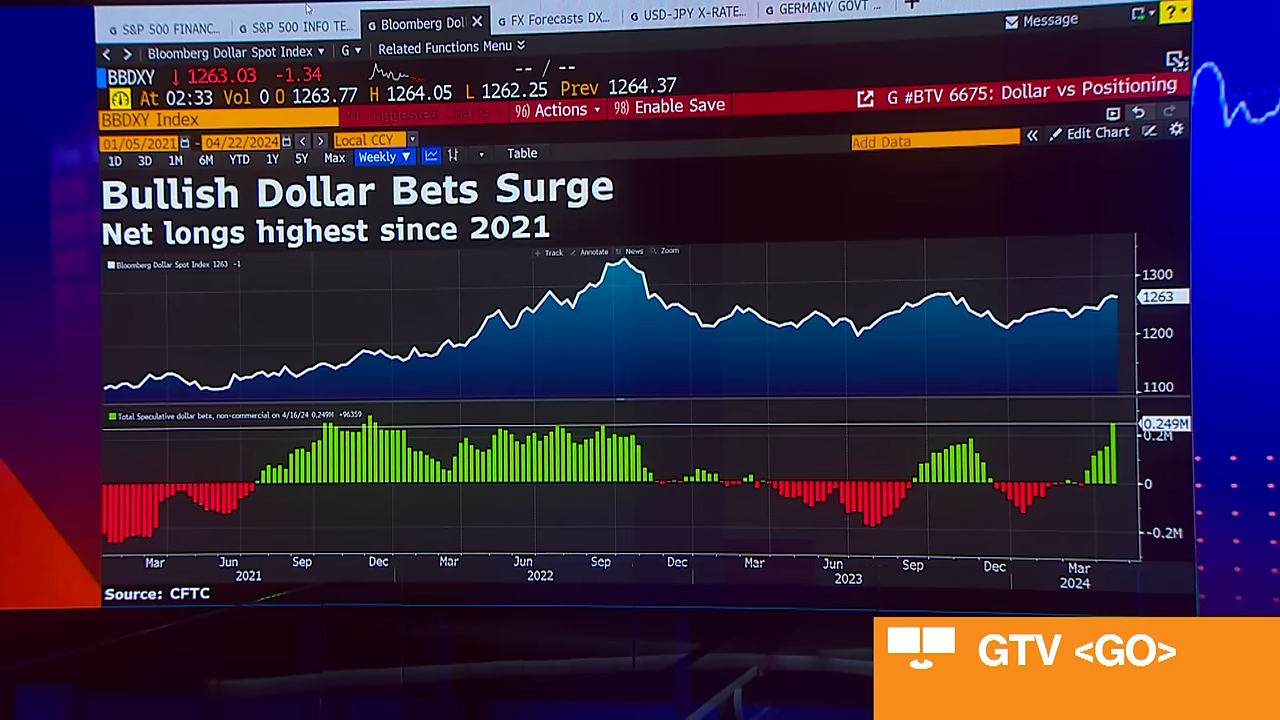 G S&P 500 FINANC... G S&P 500 INFO TE... G Bloomberg Dol X G FX Forecasts DX... G USD-JPY X-RATE... G GERMANY GOVT ... +
< > Bloomberg Dollar Spot Index ▾ G ▾ Related Functions Menu Message ?
BBDXY ↓ 1263.03 -1.34 -- / --
At 02:33 Vol 0 O 1263.77 H 1264.05 L 1262.25 Prev 1264.37
BBDXY Index 94) Suggested Charts 96) Actions 98) Enable Save G #BTV 6675: Dollar vs Positioning
01/05/2021 - 04/22/2024 < > Local CCY Add Data « Edit Chart
1D 3D 1M 6M YTD 1Y 5Y Max Weekly ▼ Table
Bullish Dollar Bets Surge
Net longs highest since 2021
Track Annotate News Zoom
Bloomberg Dollar Spot Index 1263 -1
1300
1263
1200
1100
Total Speculative dollar bets, non-commercial on 4/16/24 0.249M +96359
0.249M
0.2M
0
-0.2M
Mar Jun Sep Dec Mar Jun Sep Dec Mar Jun Sep Dec Mar
2021 2022 2023 2024
Source: CFTC
GTV <GO>